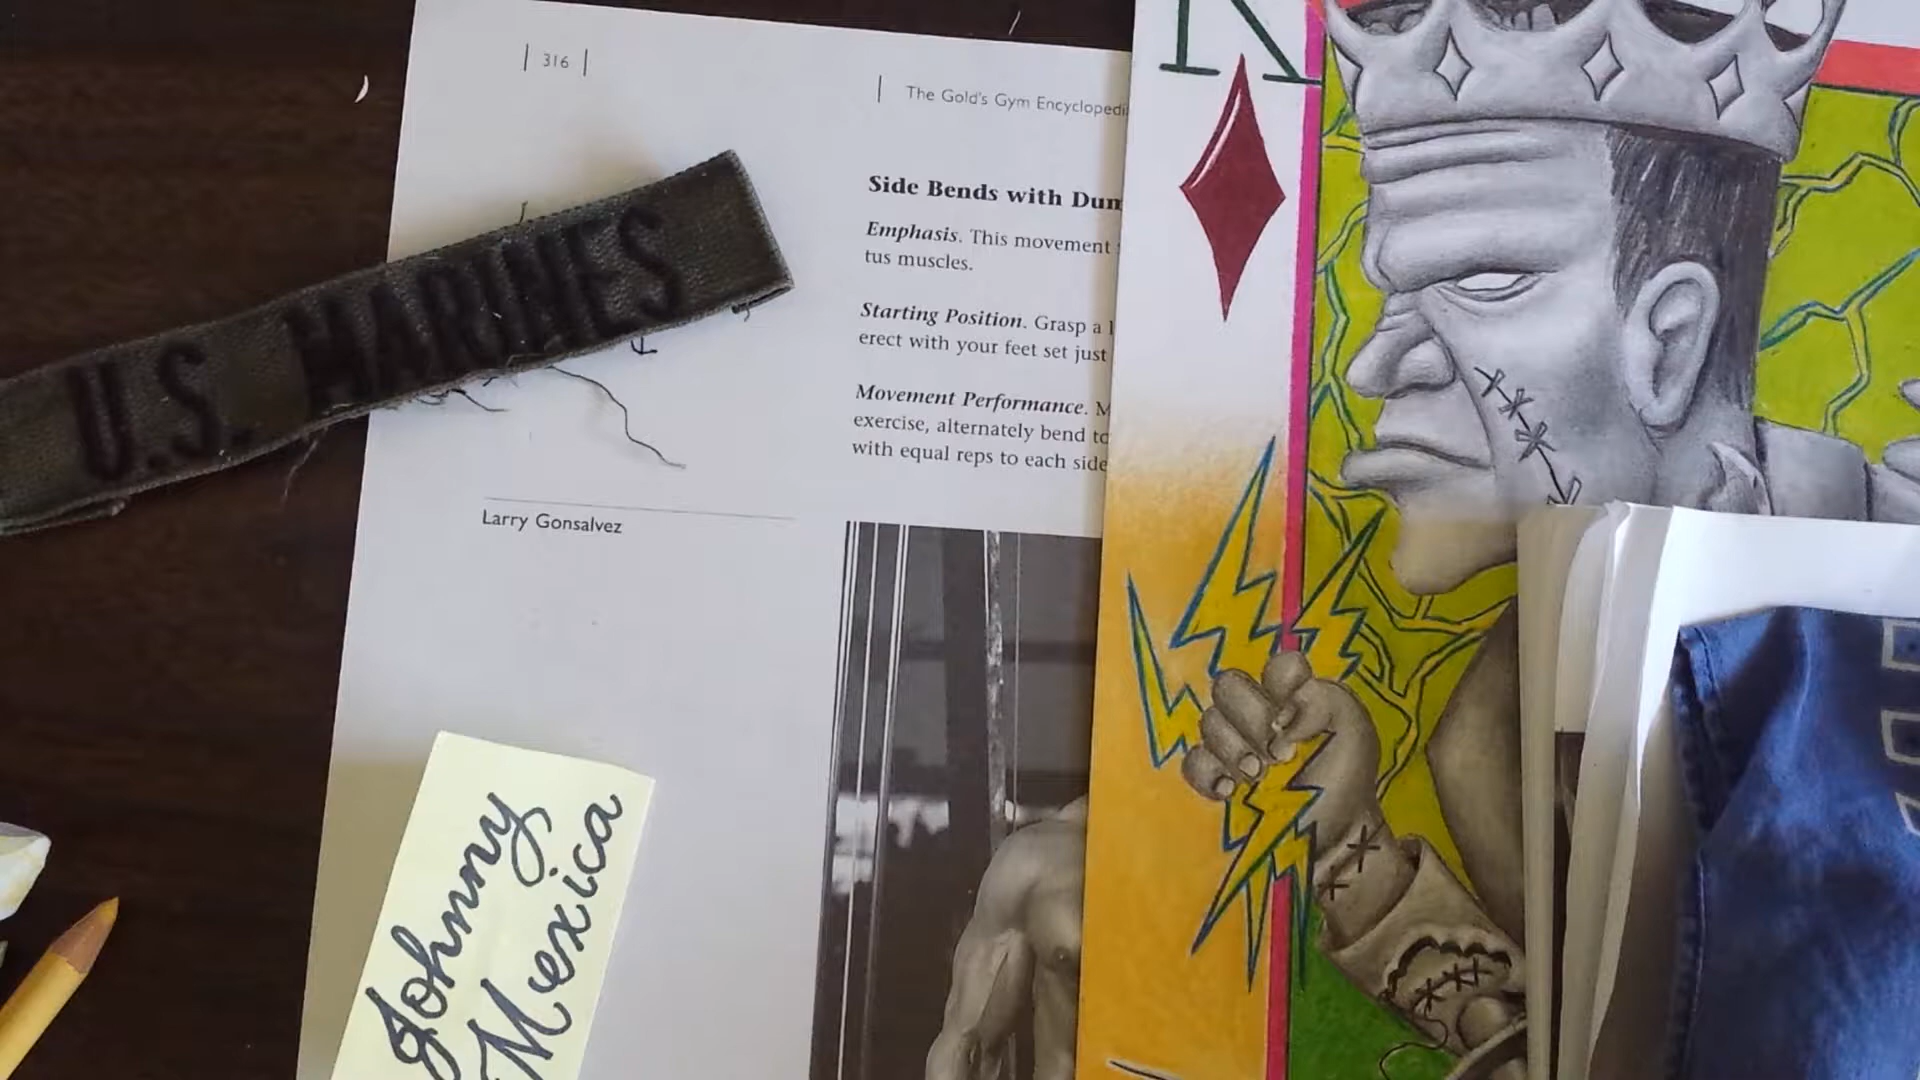 316
The Gold's Gym Encyclopedi
Side Bends with Dum
Emphasis. This movement
tus muscles.
Starting Position. Grasp a
erect with your feet set just
Movement Performance. M
exercise, alternately bend to
with equal reps to each side
U.S. MARINES
Larry Gonsalvez
Johnny
Mexica
K